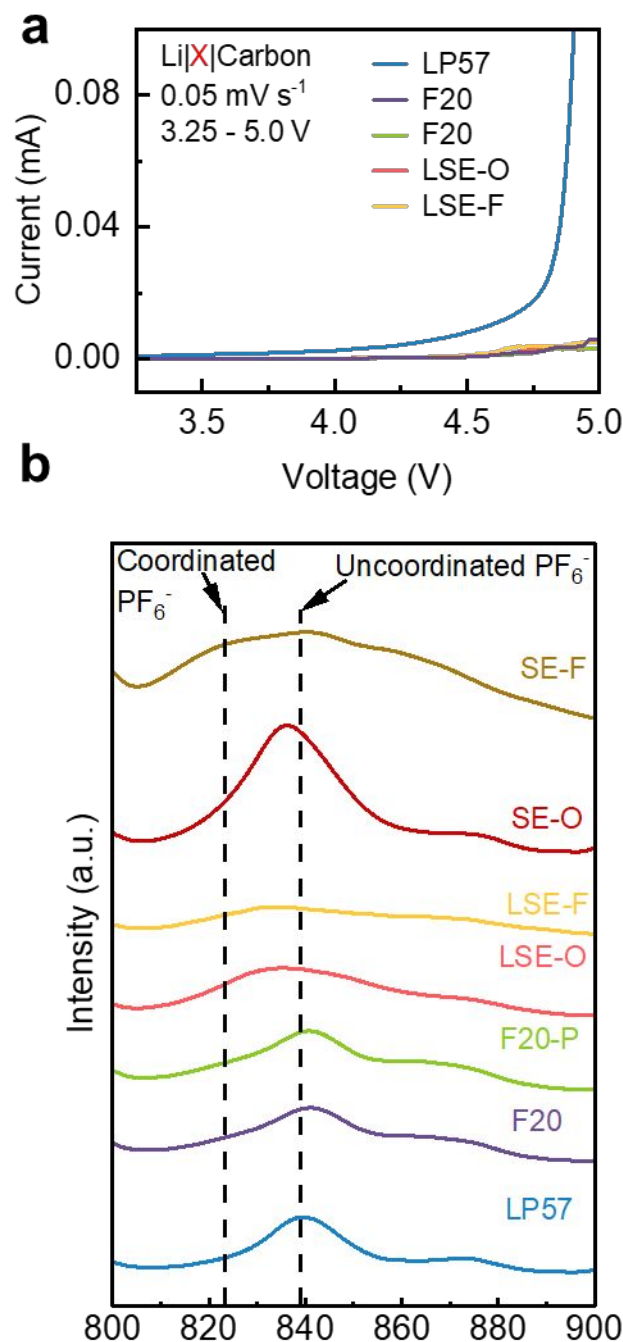 a
Li|X|Carbon
0.05 mV s⁻¹
3.25 - 5.0 V
LP57
F20
F20
LSE-O
LSE-F
0.08
0.04
0.00
Current (mA)
3.5
4.0
4.5
5.0
Voltage (V)
b
Coordinated
PF₆⁻
Uncoordinated PF₆⁻
SE-F
SE-O
LSE-F
LSE-O
F20-P
F20
LP57
Intensity (a.u.)
800
820
840
860
880
900